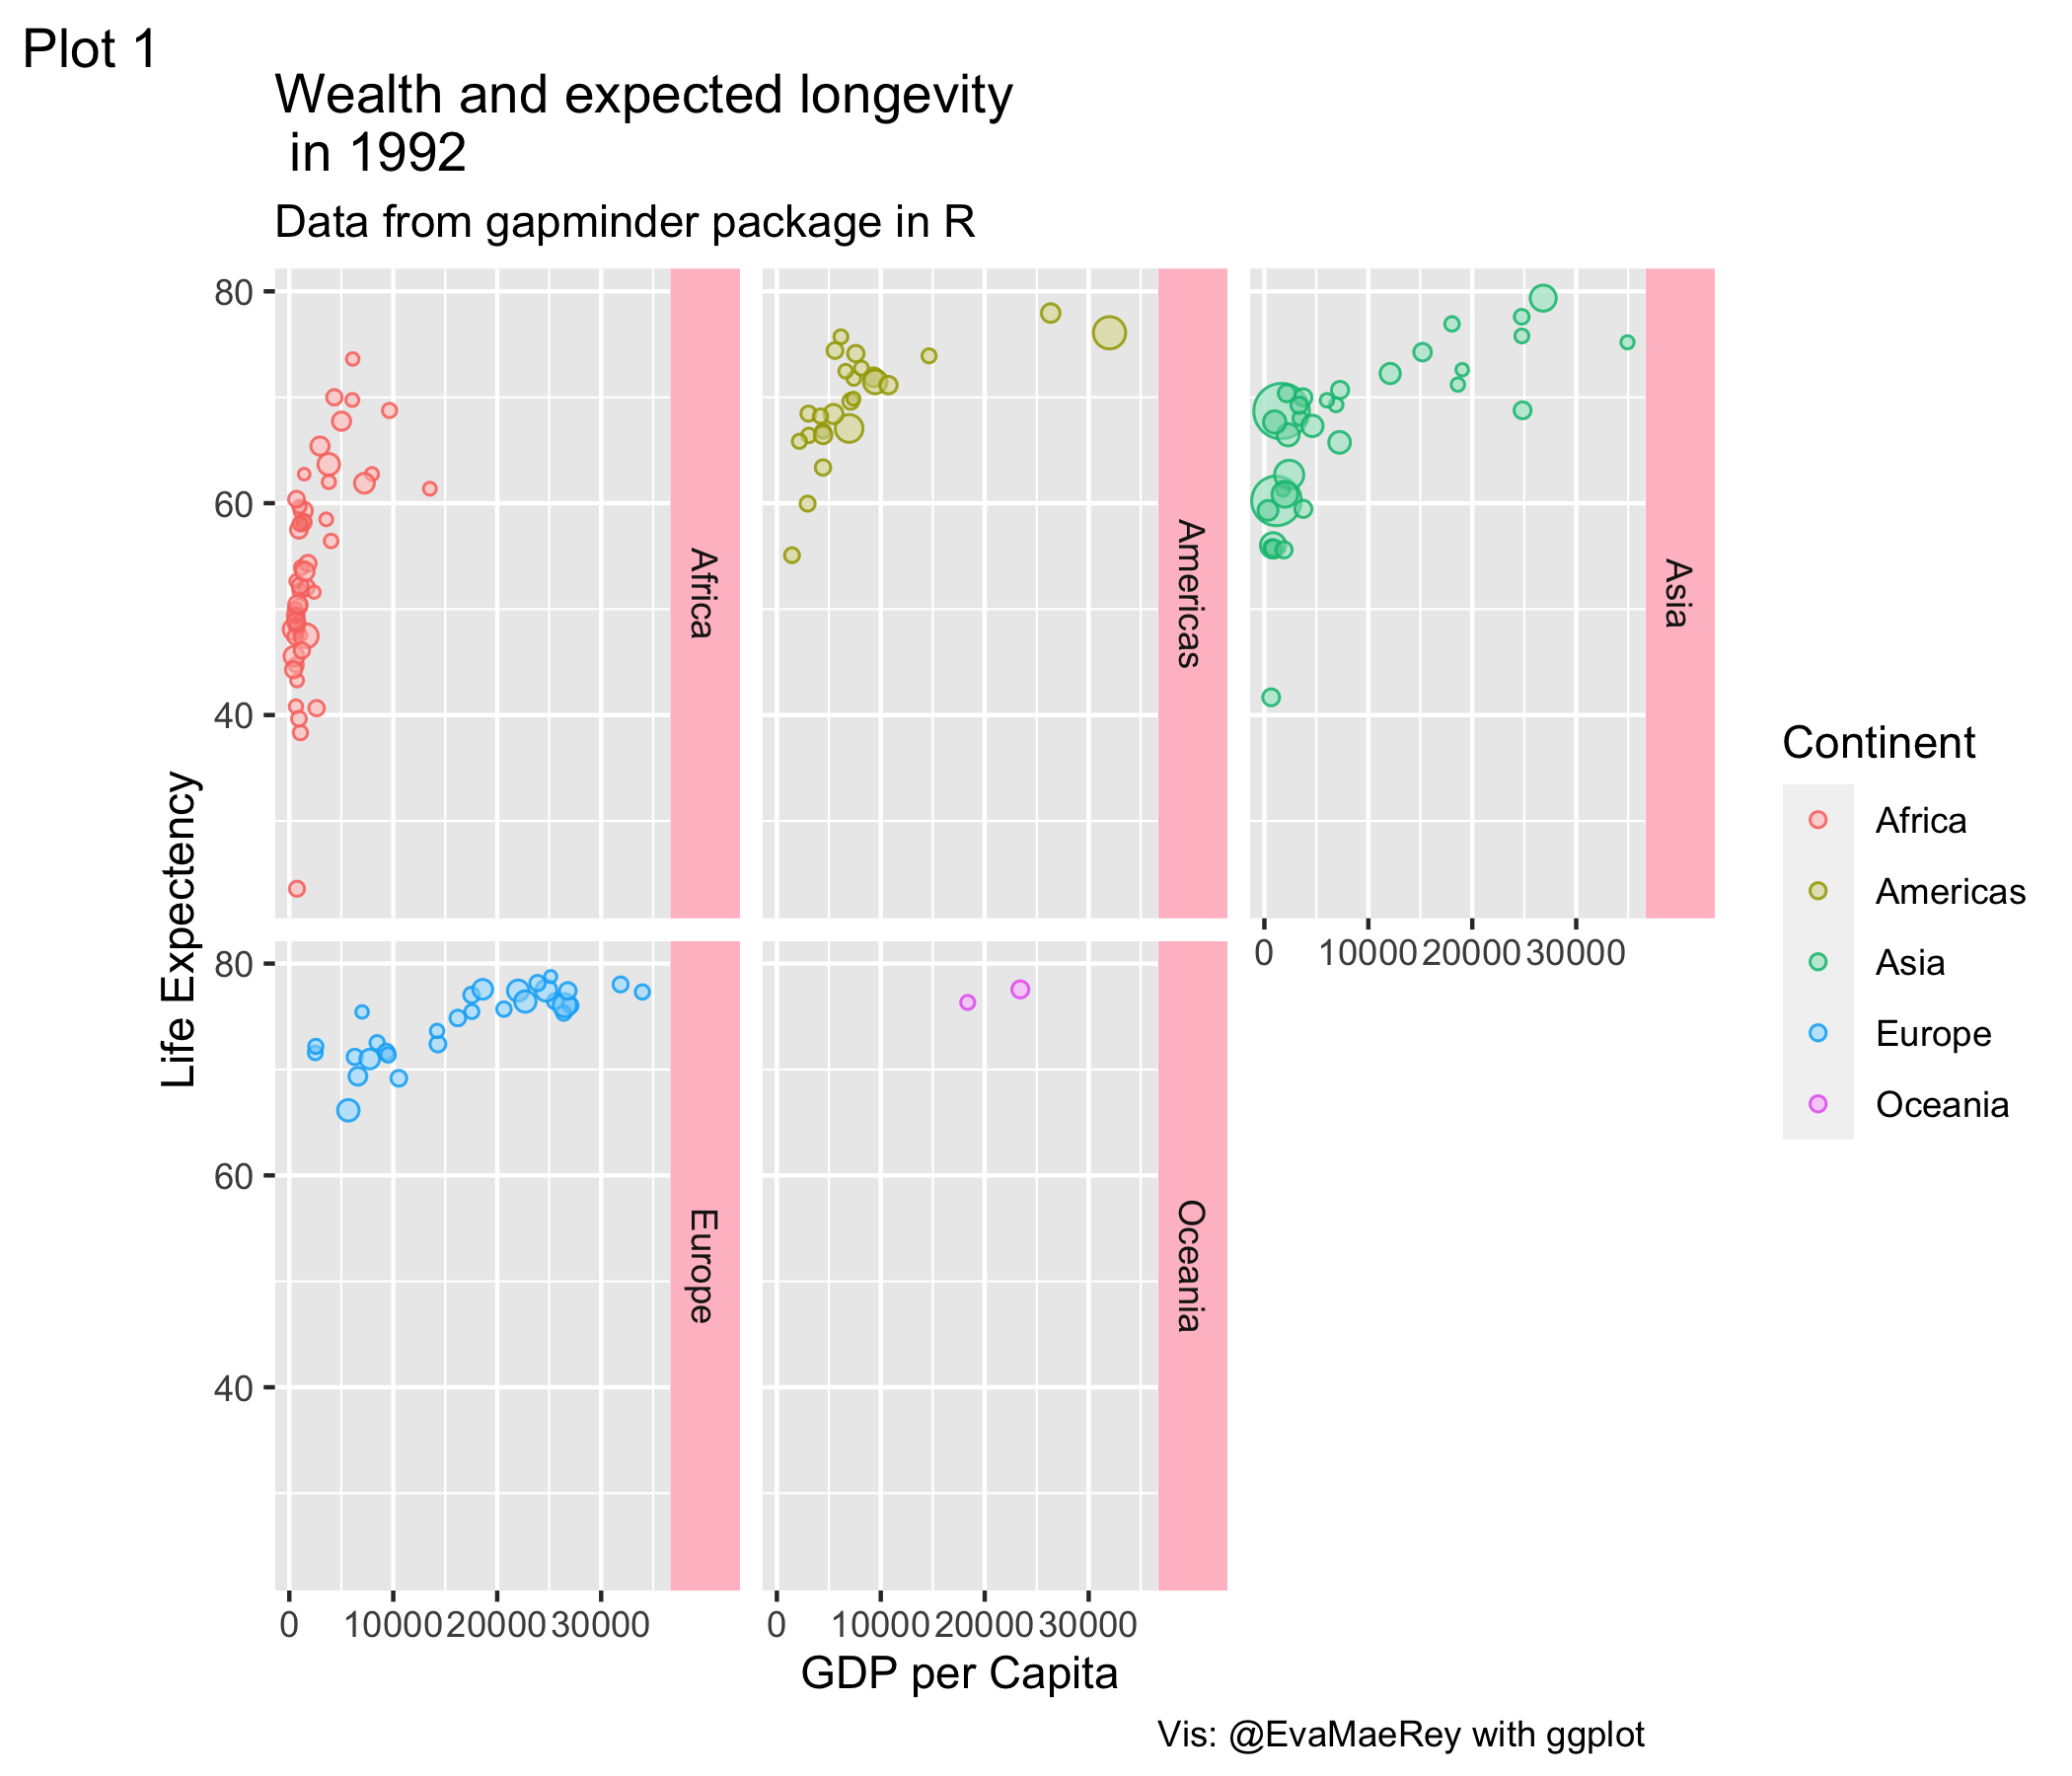 Plot 1
Wealth and expected longevity
in 1992
Data from gapminder package in R
80
60
40
Africa
Americas
Asia
0 10000 20000 30000
Life Expectency
80
60
40
Europe
Oceania
0 10000 20000 30000
0 10000 20000 30000
GDP per Capita
Continent
Africa
Americas
Asia
Europe
Oceania
Vis: @EvaMaeRey with ggplot